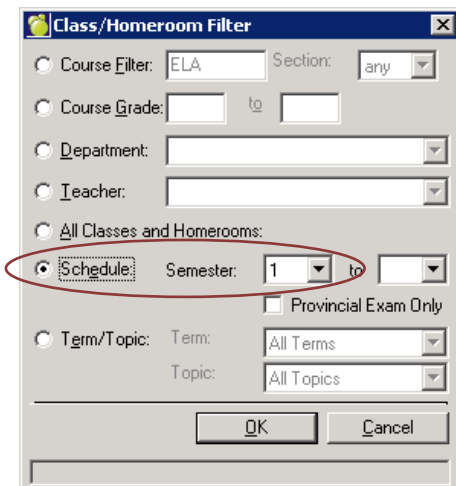 Class/Homeroom Filter
Course Filter: ELA Section: any
Course Grade: to
Department:
Teacher:
All Classes and Homerooms:
Schedule: Semester: 1 to
Provincial Exam Only
Term/Topic: Term: All Terms
Topic: All Topics
OK Cancel